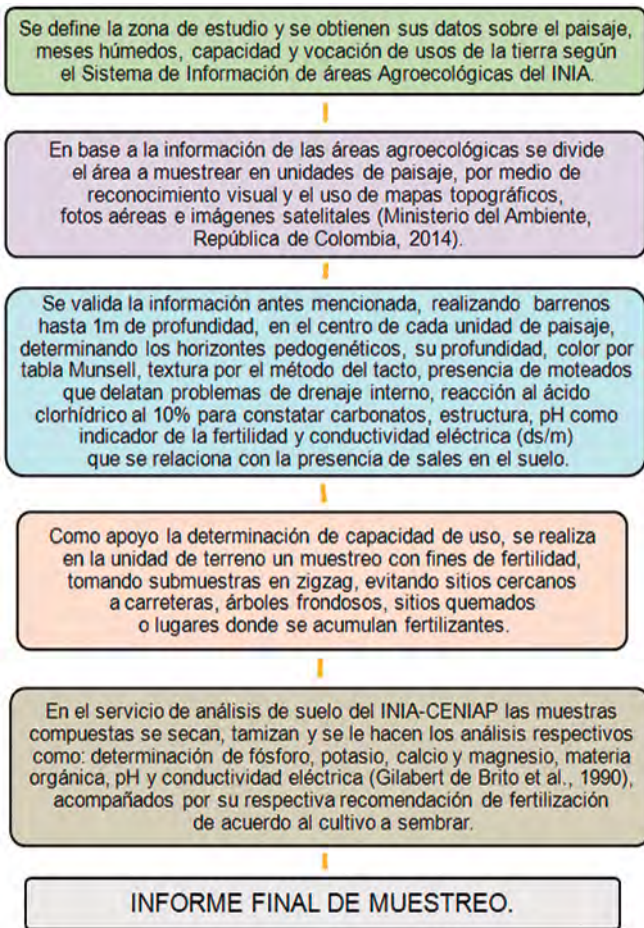 Se define la zona de estudio y se obtienen sus datos sobre el paisaje,
meses húmedos, capacidad y vocación de usos de la tierra según
el Sistema de Información de áreas Agroecológicas del INIA.
En base a la información de las áreas agroecológicas se divide
el área a muestrear en unidades de paisaje, por medio de
reconocimiento visual y el uso de mapas topográficos,
fotos aéreas e imágenes satelitales (Ministerio del Ambiente,
República de Colombia, 2014).
Se valida la información antes mencionada, realizando barrenos
hasta 1m de profundidad, en el centro de cada unidad de paisaje,
determinando los horizontes pedogenéticos, su profundidad, color por
tabla Munsell, textura por el método del tacto, presencia de moteados
que delatan problemas de drenaje interno, reacción al ácido
clorhídrico al 10% para constatar carbonatos, estructura, pH como
indicador de la fertilidad y conductividad eléctrica (ds/m)
que se relaciona con la presencia de sales en el suelo.
Como apoyo la determinación de capacidad de uso, se realiza
en la unidad de terreno un muestreo con fines de fertilidad,
tomando submuestras en zigzag, evitando sitios cercanos
a carreteras, árboles frondosos, sitios quemados
o lugares donde se acumulan fertilizantes.
En el servicio de análisis de suelo del INIA-CENIAP las muestras
compuestas se secan, tamizan y se le hacen los análisis respectivos
como: determinación de fósforo, potasio, calcio y magnesio, materia
orgánica, pH y conductividad eléctrica (Gilabert de Brito et al., 1990),
acompañados por su respectiva recomendación de fertilización
de acuerdo al cultivo a sembrar.
INFORME FINAL DE MUESTREO.